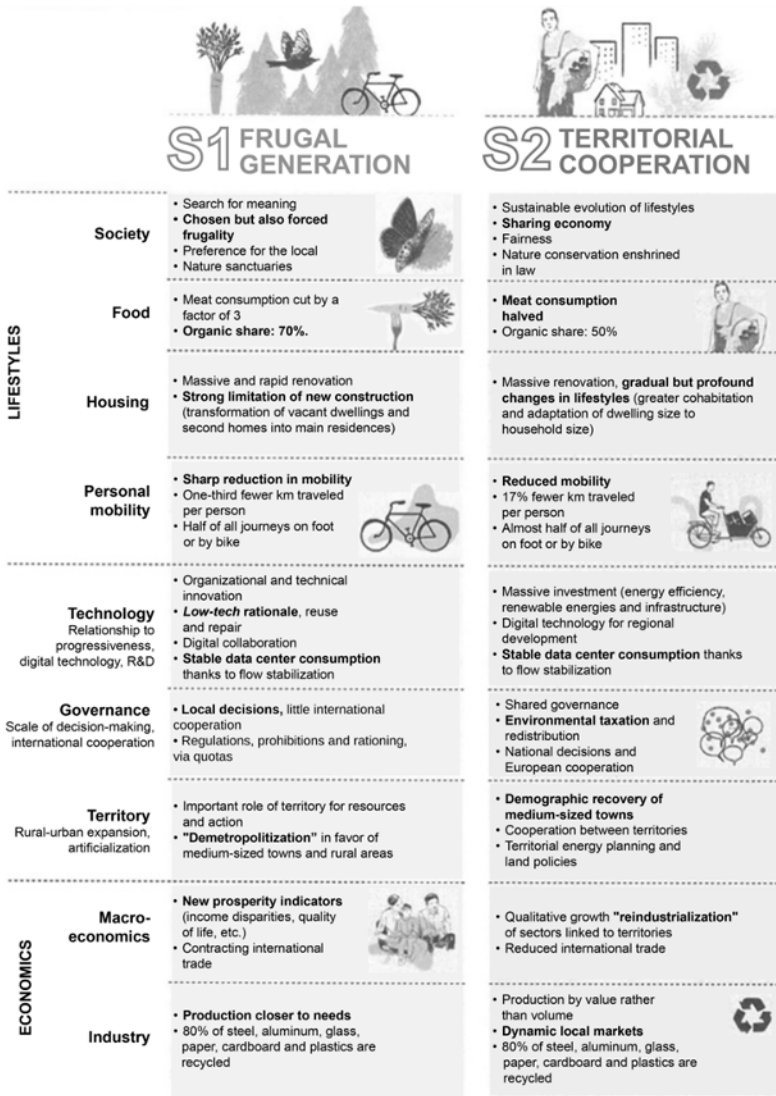 S1 FRUGAL
GENERATION
S2 TERRITORIAL
COOPERATION
LIFESTYLES
Society
• Search for meaning
• Chosen but also forced
frugality
• Preference for the local
• Nature sanctuaries
• Sustainable evolution of lifestyles
• Sharing economy
• Fairness
• Nature conservation enshrined
in law
Food
• Meat consumption cut by a
factor of 3
• Organic share: 70%.
• Meat consumption
halved
• Organic share: 50%
Housing
• Massive and rapid renovation
• Strong limitation of new construction
(transformation of vacant dwellings and
second homes into main residences)
• Massive renovation, gradual but profound
changes in lifestyles (greater cohabitation
and adaptation of dwelling size to
household size)
Personal
mobility
• Sharp reduction in mobility
• One-third fewer km traveled
per person
• Half of all journeys on foot
or by bike
• Reduced mobility
• 17% fewer km traveled
per person
• Almost half of all journeys
on foot or by bike
Technology
Relationship to
progressiveness,
digital technology, R&D
• Organizational and technical
innovation
• Low-tech rationale, reuse
and repair
• Digital collaboration
• Stable data center consumption
thanks to flow stabilization
• Massive investment (energy efficiency,
renewable energies and infrastructure)
• Digital technology for regional
development
• Stable data center consumption thanks
to flow stabilization
Governance
Scale of decision-making,
international cooperation
• Local decisions, little international
cooperation
• Regulations, prohibitions and rationing,
via quotas
• Shared governance
• Environmental taxation and
redistribution
• National decisions and
European cooperation
Territory
Rural-urban expansion,
artificialization
• Important role of territory for resources
and action
• "Demetropolitization" in favor of
medium-sized towns and rural areas
• Demographic recovery of
medium-sized towns
• Cooperation between territories
• Territorial energy planning and
land policies
ECONOMICS
Macro-
economics
• New prosperity indicators
(income disparities, quality
of life, etc.)
• Contracting international
trade
• Qualitative growth "reindustrialization"
of sectors linked to territories
• Reduced international trade
Industry
• Production closer to needs
• 80% of steel, aluminum, glass,
paper, cardboard and plastics are
recycled
• Production by value rather
than volume
• Dynamic local markets
• 80% of steel, aluminum, glass,
paper, cardboard and plastics are
recycled